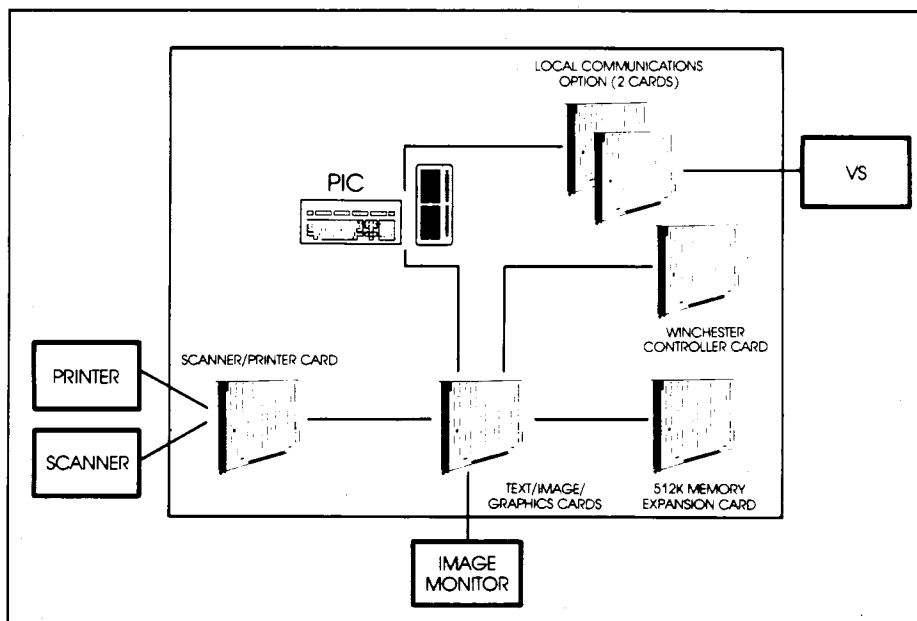 LOCAL COMMUNICATIONS
OPTION (2 CARDS)
PIC
VS
WINCHESTER
CONTROLLER CARD
SCANNER/PRINTER CARD
PRINTER
SCANNER
TEXT/IMAGE/
GRAPHICS CARDS
512K MEMORY
EXPANSION CARD
IMAGE
MONITOR